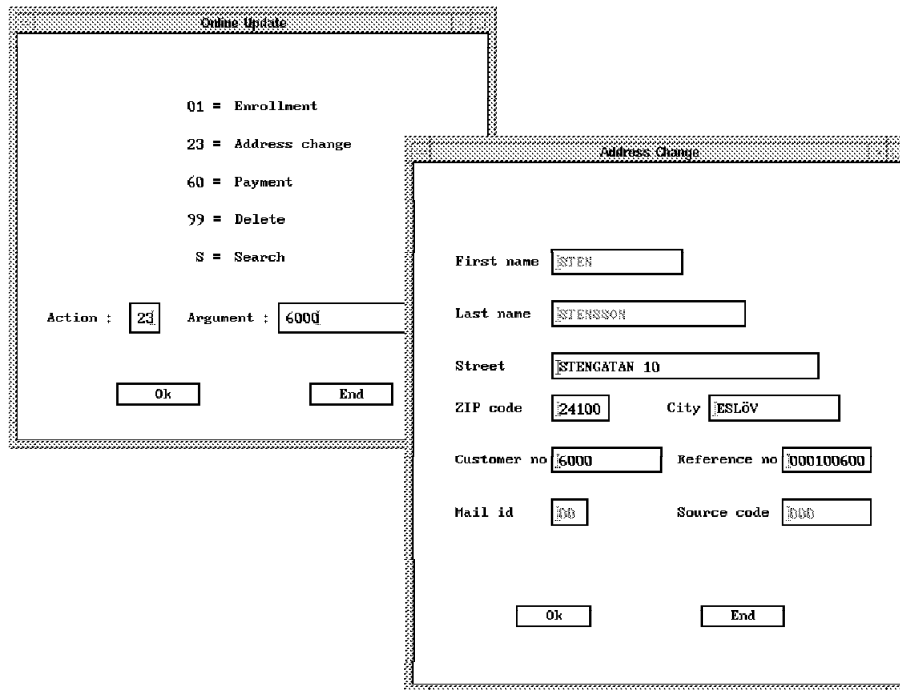 Online Update
01 = Enrollment
23 = Address change
60 = Payment
99 = Delete
S = Search
Action : 23 Argument : 6000
Ok End
Address Change
First name STEN
Last name STENSSON
Street STENGATAN 10
ZIP code 24100 City ESLöV
Customer no 6000 Reference no 000100600
Mail id 00 Source code 000
Ok End